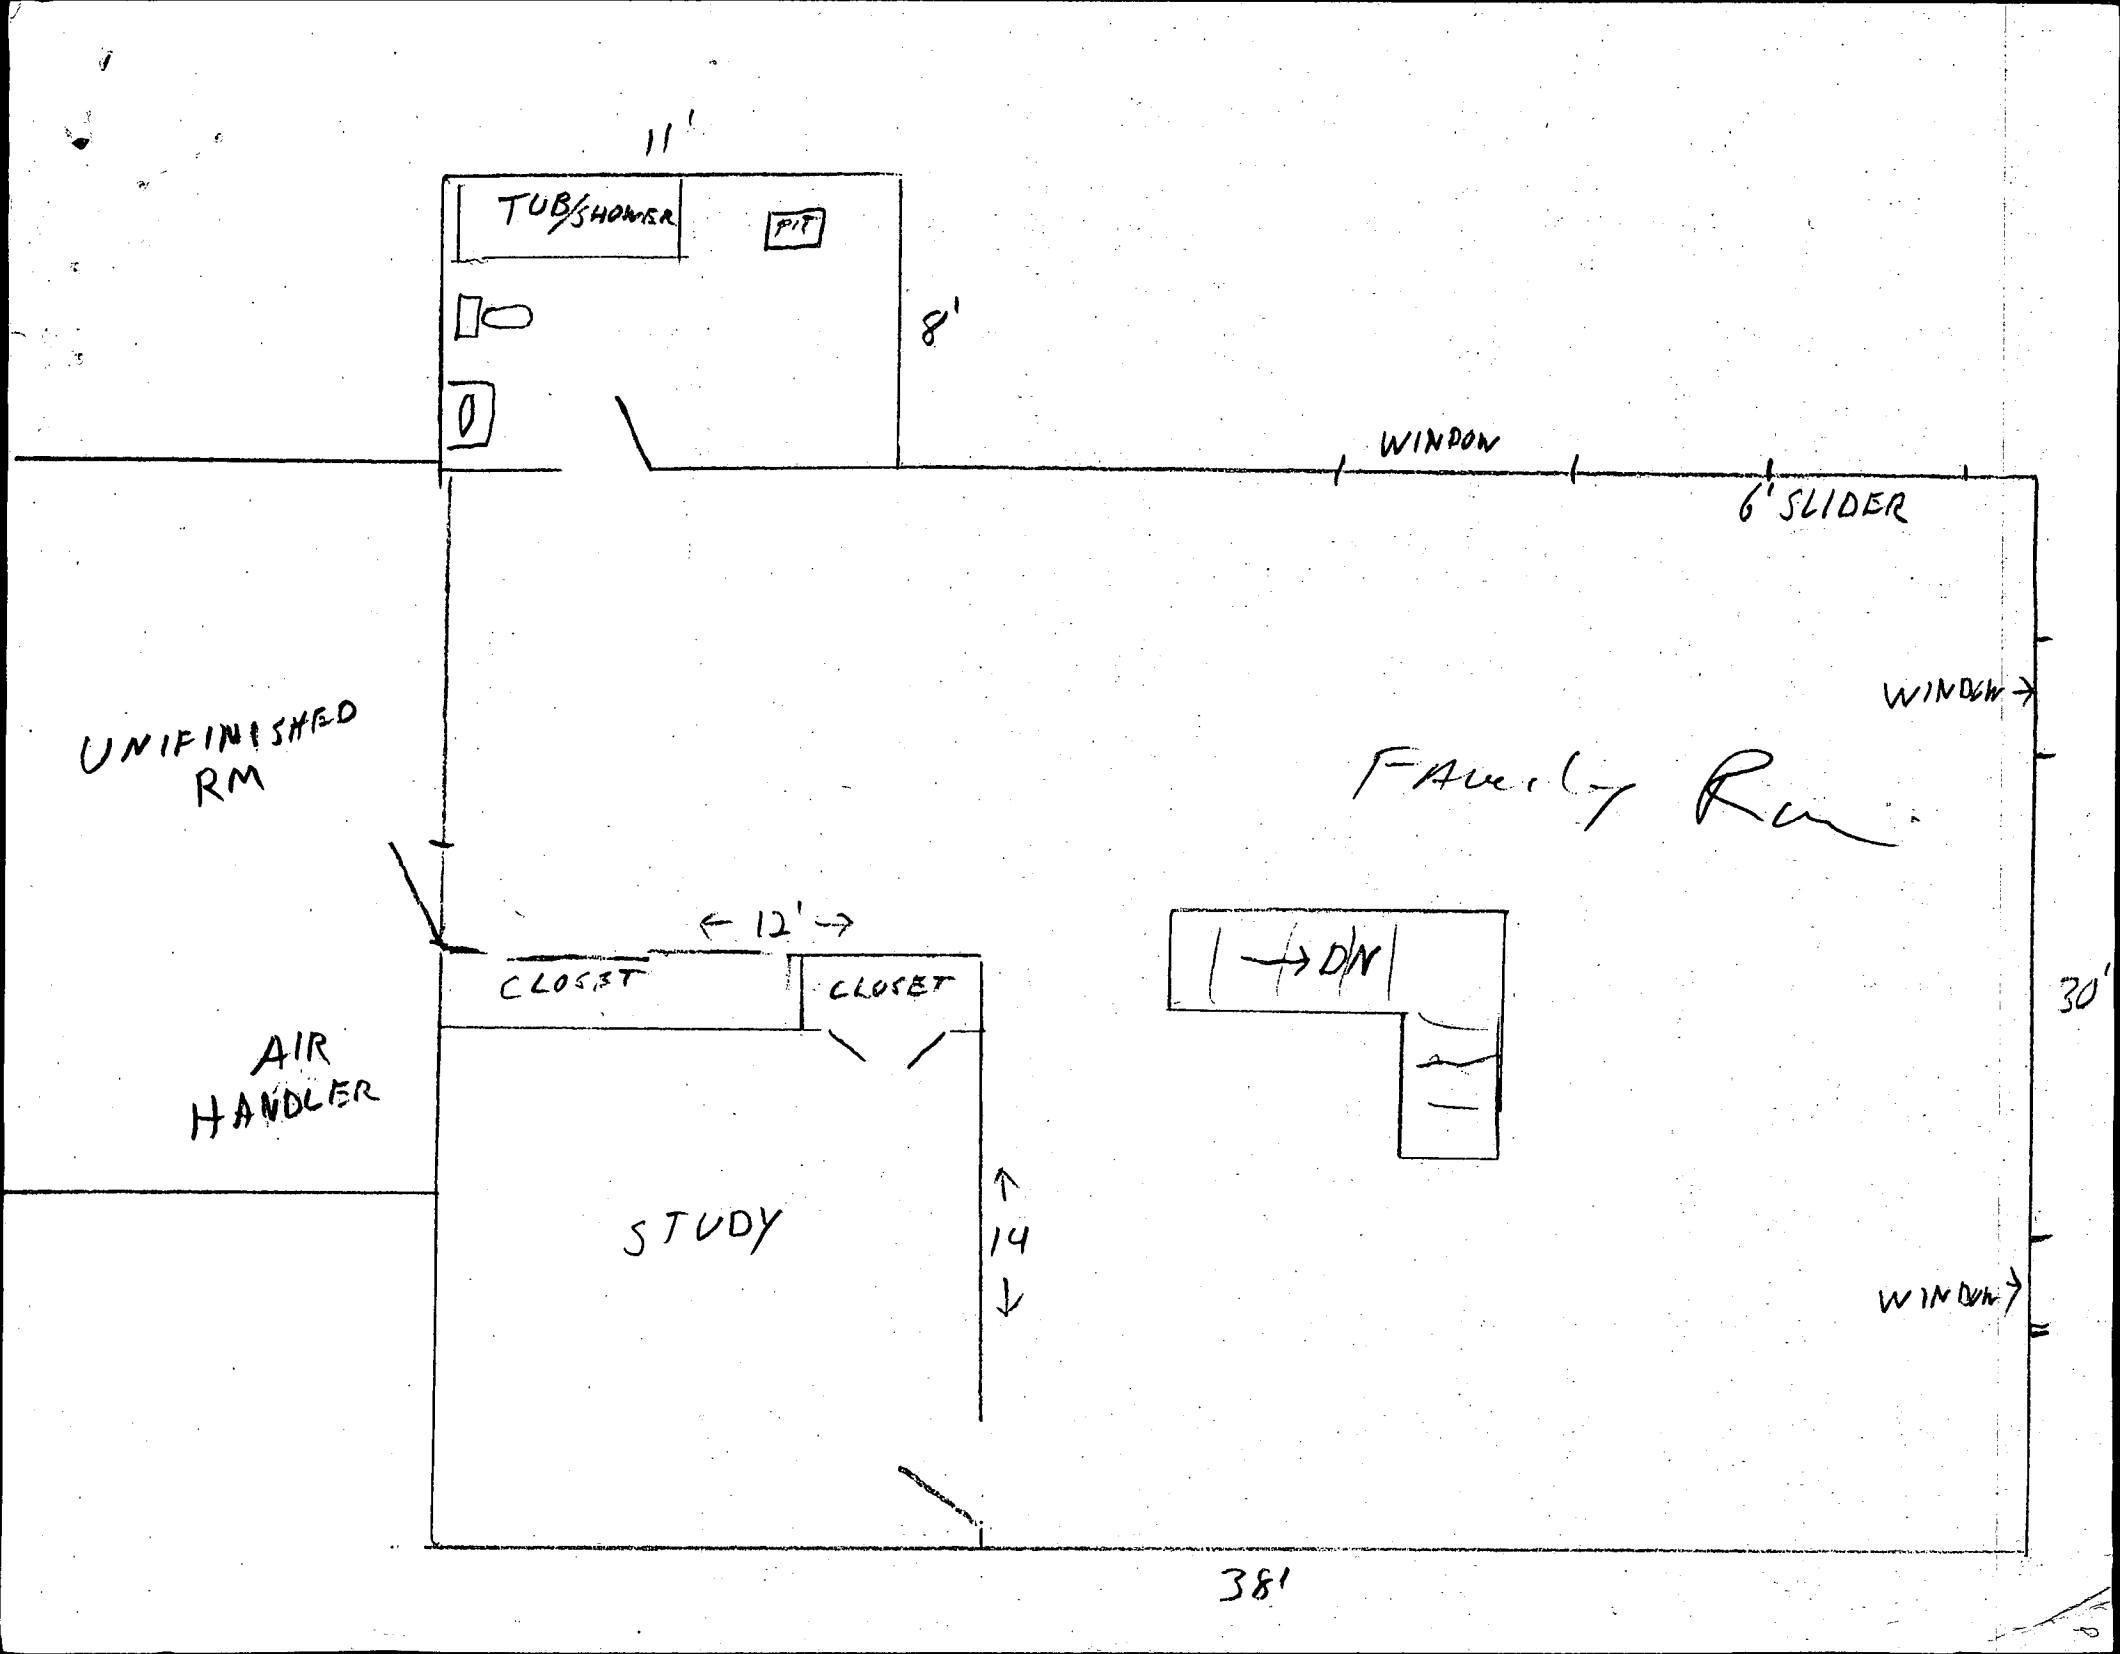 11'
TUB/SHOWER
PIT
8'
WINDOW
6' SLIDER
WINDOW →
UNIFINISHED
RM
Family Rm.
← 12' →
CLOSET
CLOSET
→ DN
30'
AIR
HANDLER
STUDY
14
WINDOW →
38'